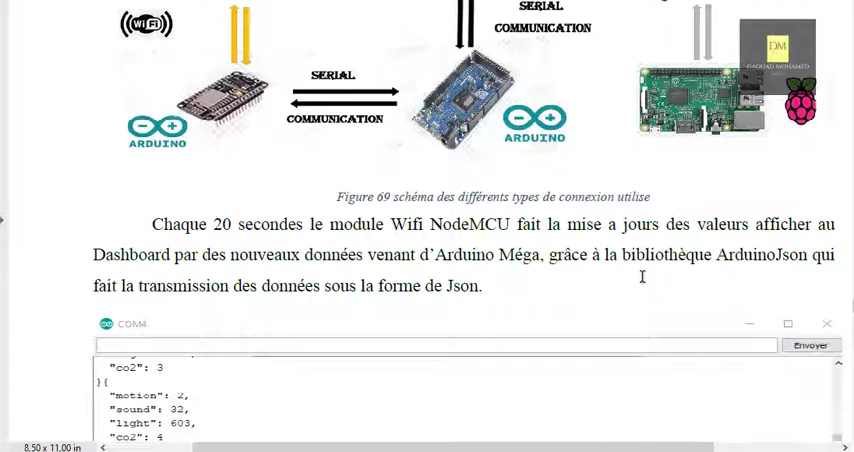 SERIAL
COMMUNICATION
WiFi
DM
DAOUAD MOHAMED
SERIAL
COMMUNICATION
ARDUINO
ARDUINO
Figure 69 schéma des différents types de connexion utilise
Chaque 20 secondes le module Wifi NodeMCU fait la mise a jours des valeurs afficher au
Dashboard par des nouveaux données venant d’Arduino Méga, grâce à la bibliothèque ArduinoJson qui
fait la transmission des données sous la forme de Json.
COM4
Envoyer
"co2": 3
}{
"motion": 2,
"sound": 32,
"light": 603,
"co2": 4
8,50 x 11,00 in